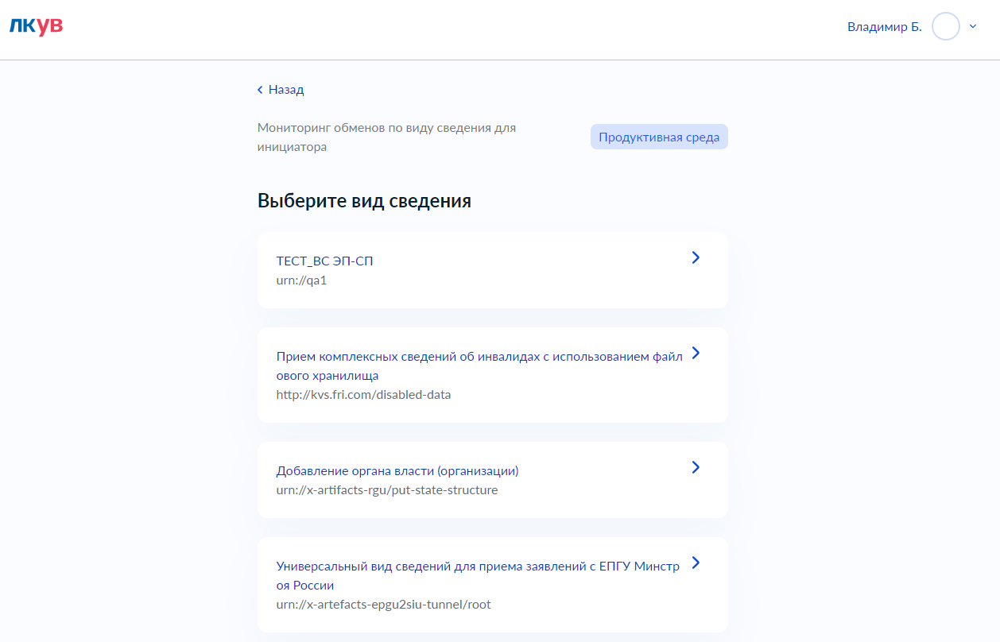 ЛКУВ
Владимир Б.
Назад
Мониторинг обменов по виду сведения для
инициатора
Продуктивная среда
Выберите вид сведения
ТЕСТ_ВС ЭП-СП
urn://qa1
Прием комплексных сведений об инвалидах с использованием файл
ового хранилища
http://kvs.fri.com/disabled-data
Добавление органа власти (организации)
urn://x-artifacts-rgu/put-state-structure
Универсальный вид сведений для приема заявлений с ЕПГУ Минстр
оя России
urn://x-artefacts-epgu2siu-tunnel/root